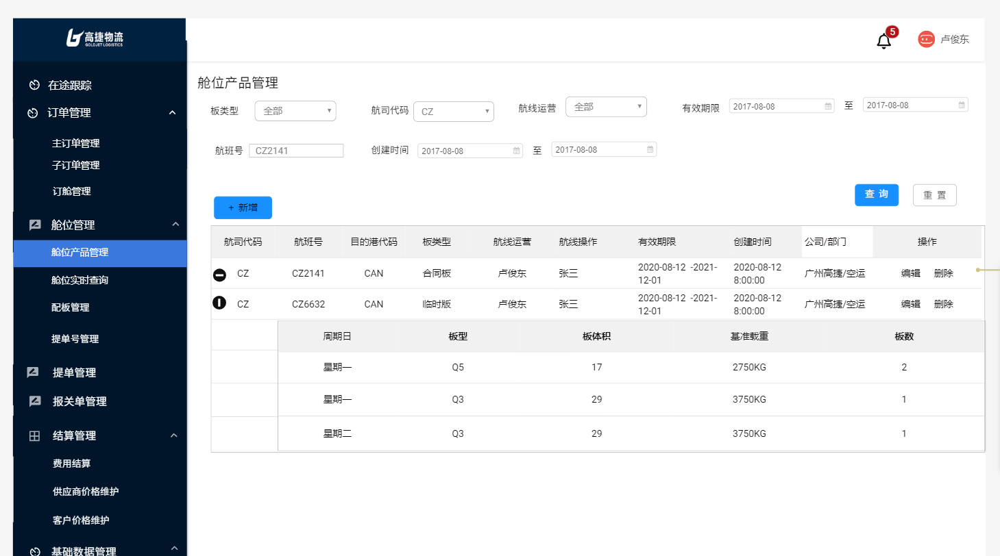 高捷物流
GOLDJET LOGISTICS
5
卢俊东
在途跟踪
订单管理
主订单管理
子订单管理
订舱管理
舱位管理
舱位产品管理
舱位实时查询
配板管理
提单号管理
提单管理
报关单管理
结算管理
费用结算
供应商价格维护
客户价格维护
基础数据管理
舱位产品管理
板类型 全部 航司代码 CZ 航线运营 全部 有效期限 2017-08-08 至 2017-08-08
航班号 CZ2141 创建时间 2017-08-08 至 2017-08-08
查 询 重 置
+ 新增
航司代码 航班号 目的港代码 板类型 航线运营 航线操作 有效期限 创建时间 公司/部门 操作
CZ CZ2141 CAN 合同板 卢俊东 张三 2020-08-12 -2021-12-01 2020-08-12 8:00:00 广州高捷/空运 编辑 删除
CZ CZ6632 CAN 临时版 卢俊东 张三 2020-08-12 -2021-12-01 2020-08-12 8:00:00 广州高捷/空运 编辑 删除
周期日 板型 板体积 基准载重 板数
星期一 Q5 17 2750KG 2
星期一 Q3 29 3750KG 1
星期二 Q3 29 3750KG 1